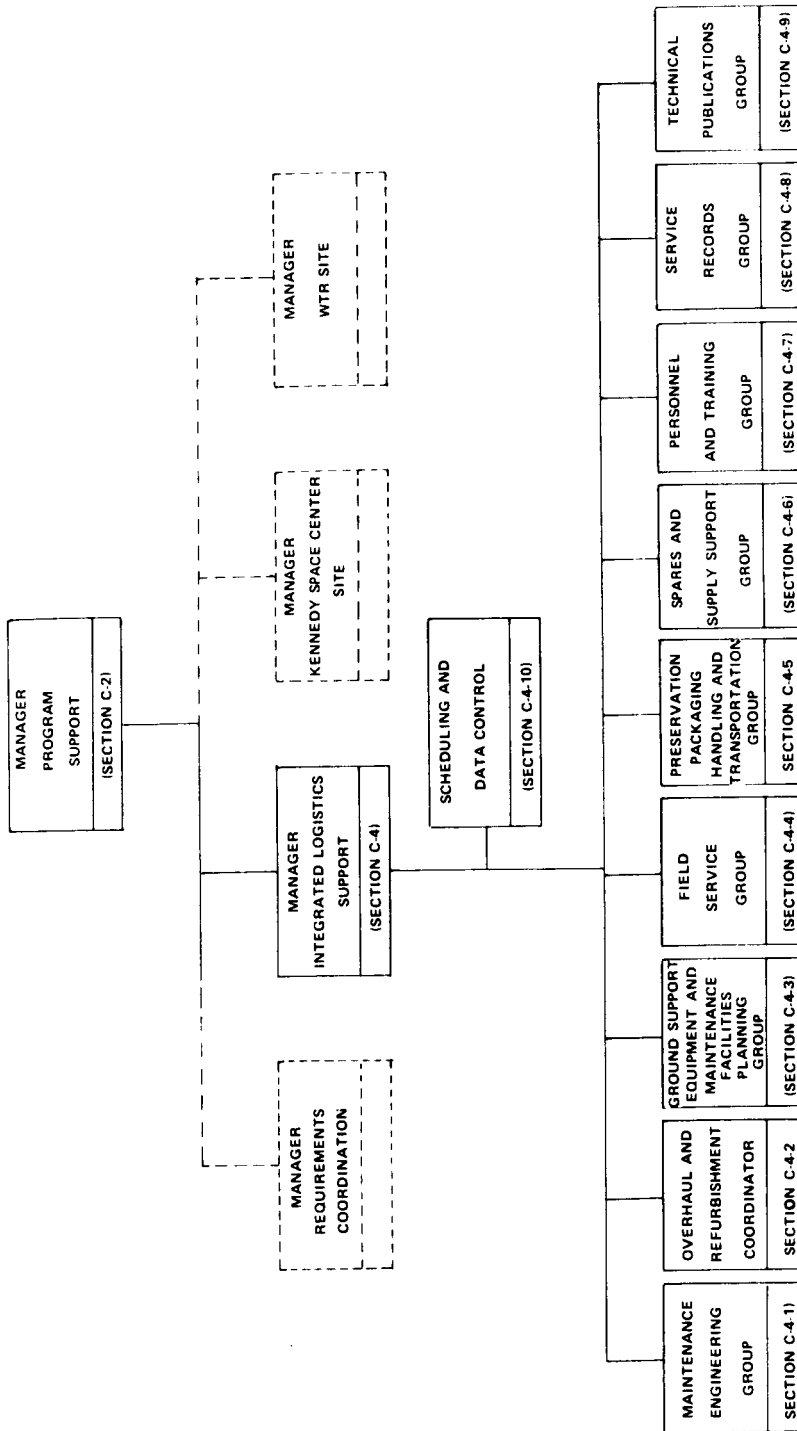 MANAGER
PROGRAM
SUPPORT
(SECTION C-2)
MANAGER
REQUIREMENTS
COORDINATION
MANAGER
INTEGRATED LOGISTICS
SUPPORT
(SECTION C-4)
MANAGER
KENNEDY SPACE CENTER
SITE
MANAGER
WTR SITE
SCHEDULING AND
DATA CONTROL
(SECTION C-4-10)
MAINTENANCE
ENGINEERING
GROUP
SECTION C-4-1)
OVERHAUL AND
REFURBISHMENT
COORDINATOR
SECTION C-4-2
GROUND SUPPORT
EQUIPMENT AND
MAINTENANCE
FACILITIES
PLANNING
GROUP
(SECTION C-4-3)
FIELD
SERVICE
GROUP
(SECTION C-4-4)
PRESERVATION
PACKAGING
HANDLING AND
TRANSPORTATION
GROUP
SECTION C-4-5
SPARES AND
SUPPLY SUPPORT
GROUP
(SECTION C-4-6)
PERSONNEL
AND TRAINING
GROUP
(SECTION C-4-7)
SERVICE
RECORDS
GROUP
(SECTION C-4-8)
TECHNICAL
PUBLICATIONS
GROUP
(SECTION C-4-9)